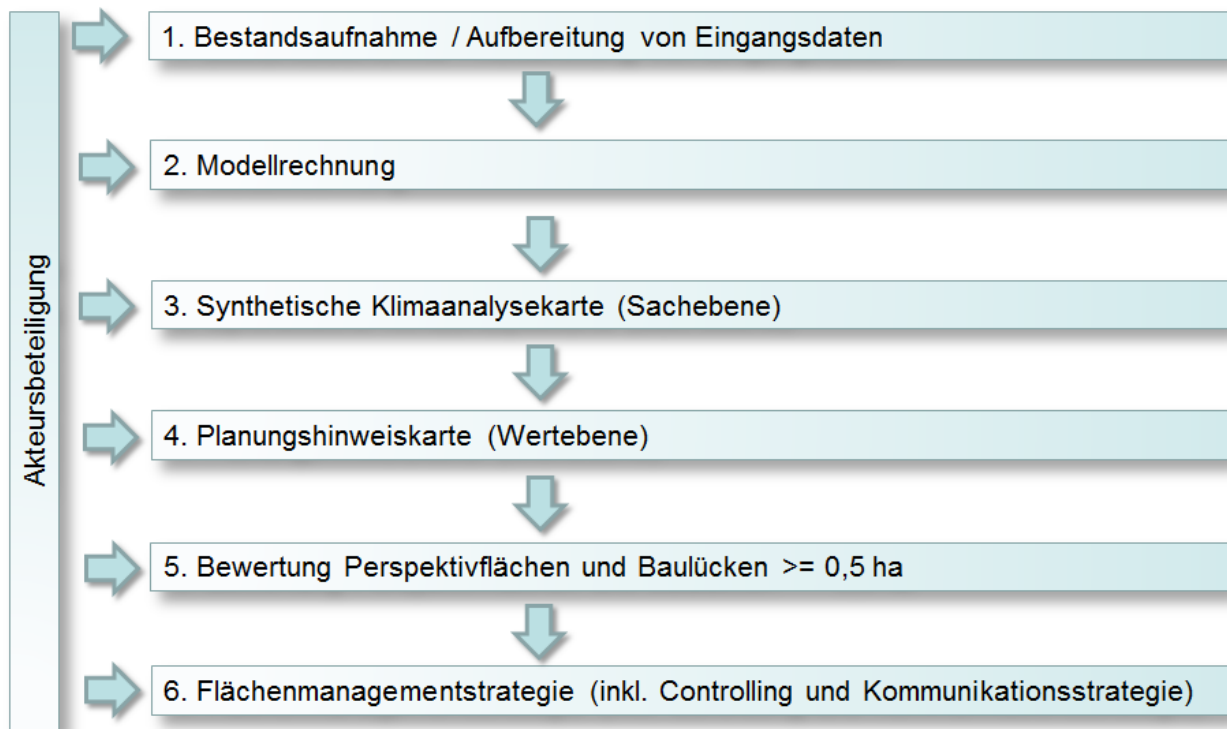 Akteursbeteiligung
1. Bestandsaufnahme / Aufbereitung von Eingangsdaten
2. Modellrechnung
3. Synthetische Klimaanalysekarte (Sachebene)
4. Planungshinweiskarte (Wertebene)
5. Bewertung Perspektivflächen und Baulücken >= 0,5 ha
6. Flächenmanagementstrategie (inkl. Controlling und Kommunikationsstrategie)